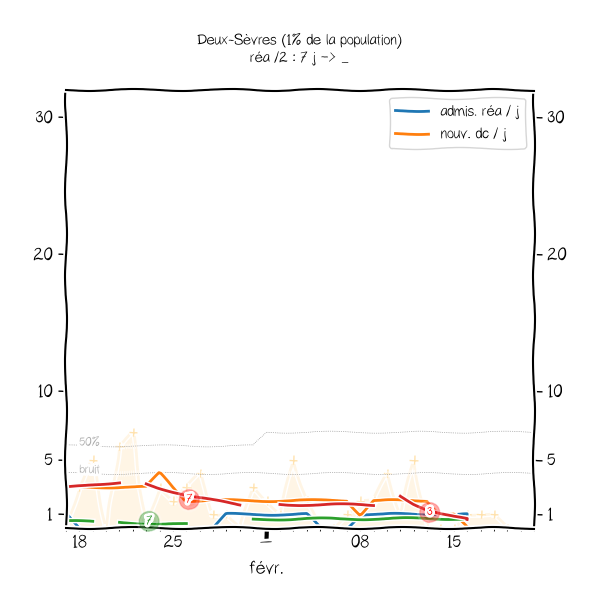 Deux-Sèvres (1% de la population)
réa /2 : 7 j -> _
admis. réa / j
nouv. dc / j
30 30
20 20
10 10
50%
5 5
bruit
7
7
3
1 1
18 25 08 15
févr.